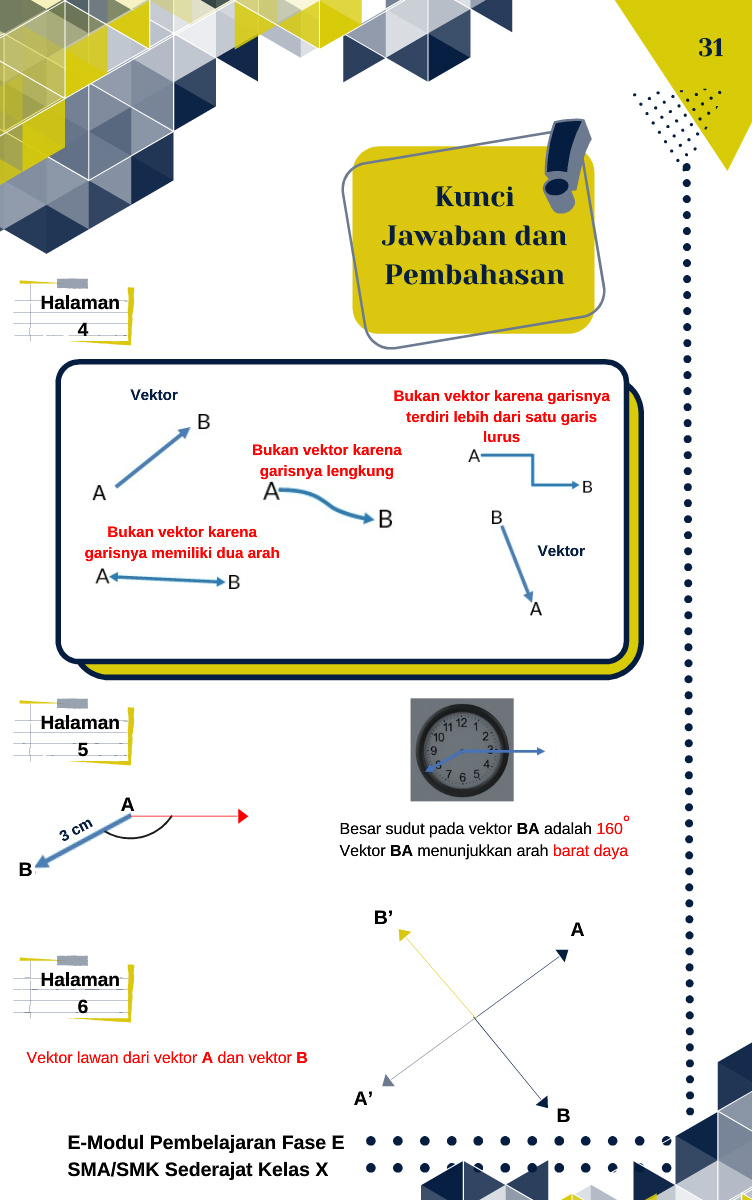 31
Kunci
Jawaban dan
Pembahasan
Halaman
4
Vektor
A
B
Bukan vektor karena
garisnya lengkung
A
B
Bukan vektor karena garisnya
terdiri lebih dari satu garis
lurus
A
B
Bukan vektor karena
garisnya memiliki dua arah
A
B
B
Vektor
A
Halaman
5
A
3 cm
B
12
1
2
3
4
5
6
7
8
9
10
11
Besar sudut pada vektor BA adalah 160°
Vektor BA menunjukkan arah barat daya
Halaman
6
Vektor lawan dari vektor A dan vektor B
B’
A
A’
B
E-Modul Pembelajaran Fase E
SMA/SMK Sederajat Kelas X